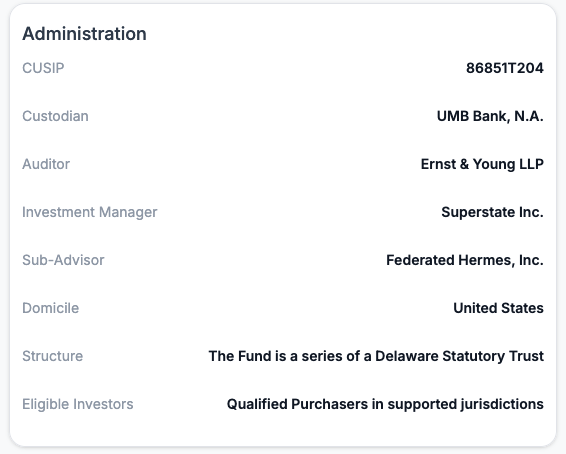 Administration
CUSIP 86851T204
Custodian UMB Bank, N.A.
Auditor Ernst & Young LLP
Investment Manager Superstate Inc.
Sub-Advisor Federated Hermes, Inc.
Domicile United States
Structure The Fund is a series of a Delaware Statutory Trust
Eligible Investors Qualified Purchasers in supported jurisdictions